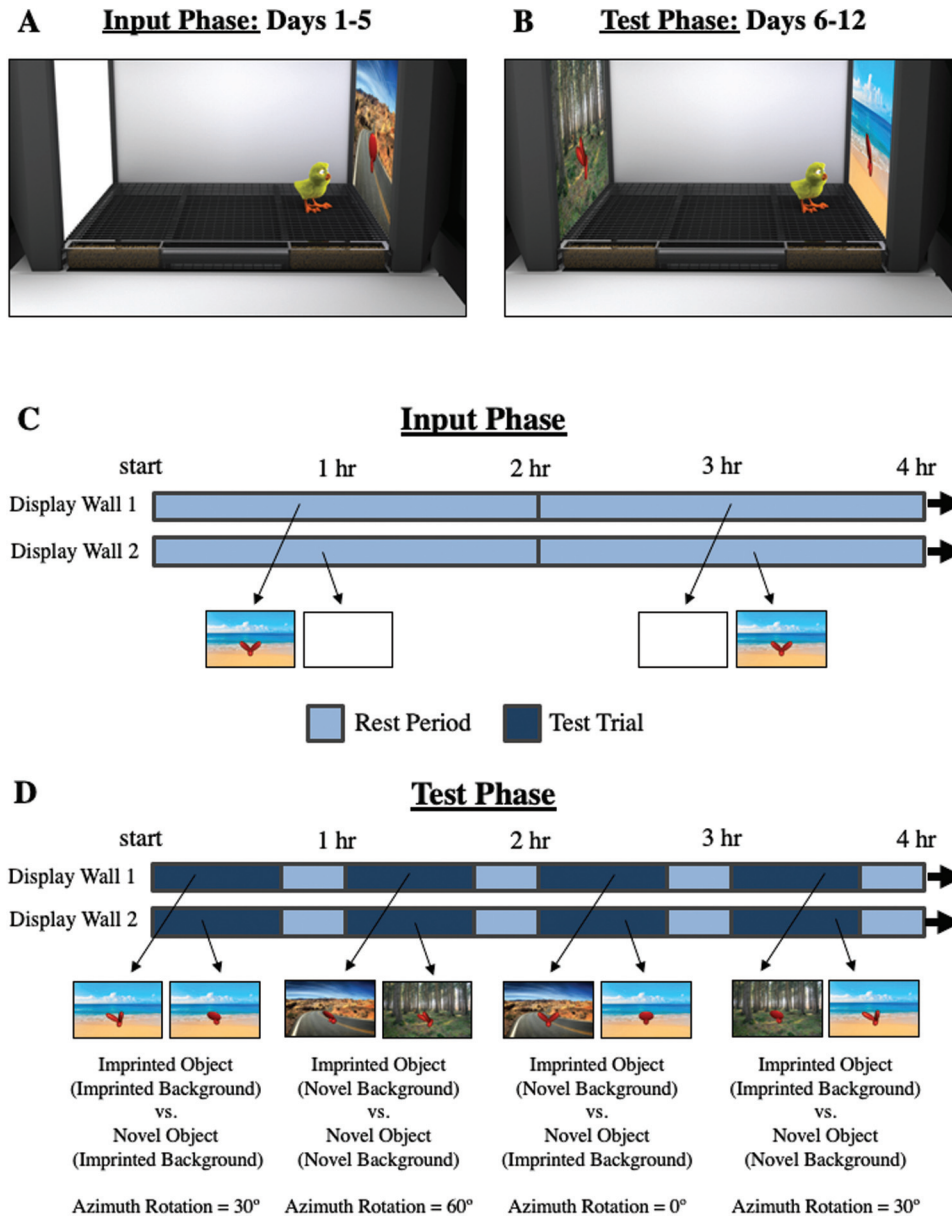 A Input Phase: Days 1-5
B Test Phase: Days 6-12
C Input Phase
start 1 hr 2 hr 3 hr 4 hr
Display Wall 1
Display Wall 2
Rest Period Test Trial
D Test Phase
start 1 hr 2 hr 3 hr 4 hr
Display Wall 1
Display Wall 2
Imprinted Object
(Imprinted Background)
vs.
Novel Object
(Imprinted Background)
Azimuth Rotation = 30º
Imprinted Object
(Novel Background)
vs.
Novel Object
(Novel Background)
Azimuth Rotation = 60º
Imprinted Object
(Novel Background)
vs.
Novel Object
(Imprinted Background)
Azimuth Rotation = 0º
Imprinted Object
(Imprinted Background)
vs.
Novel Object
(Novel Background)
Azimuth Rotation = 30º